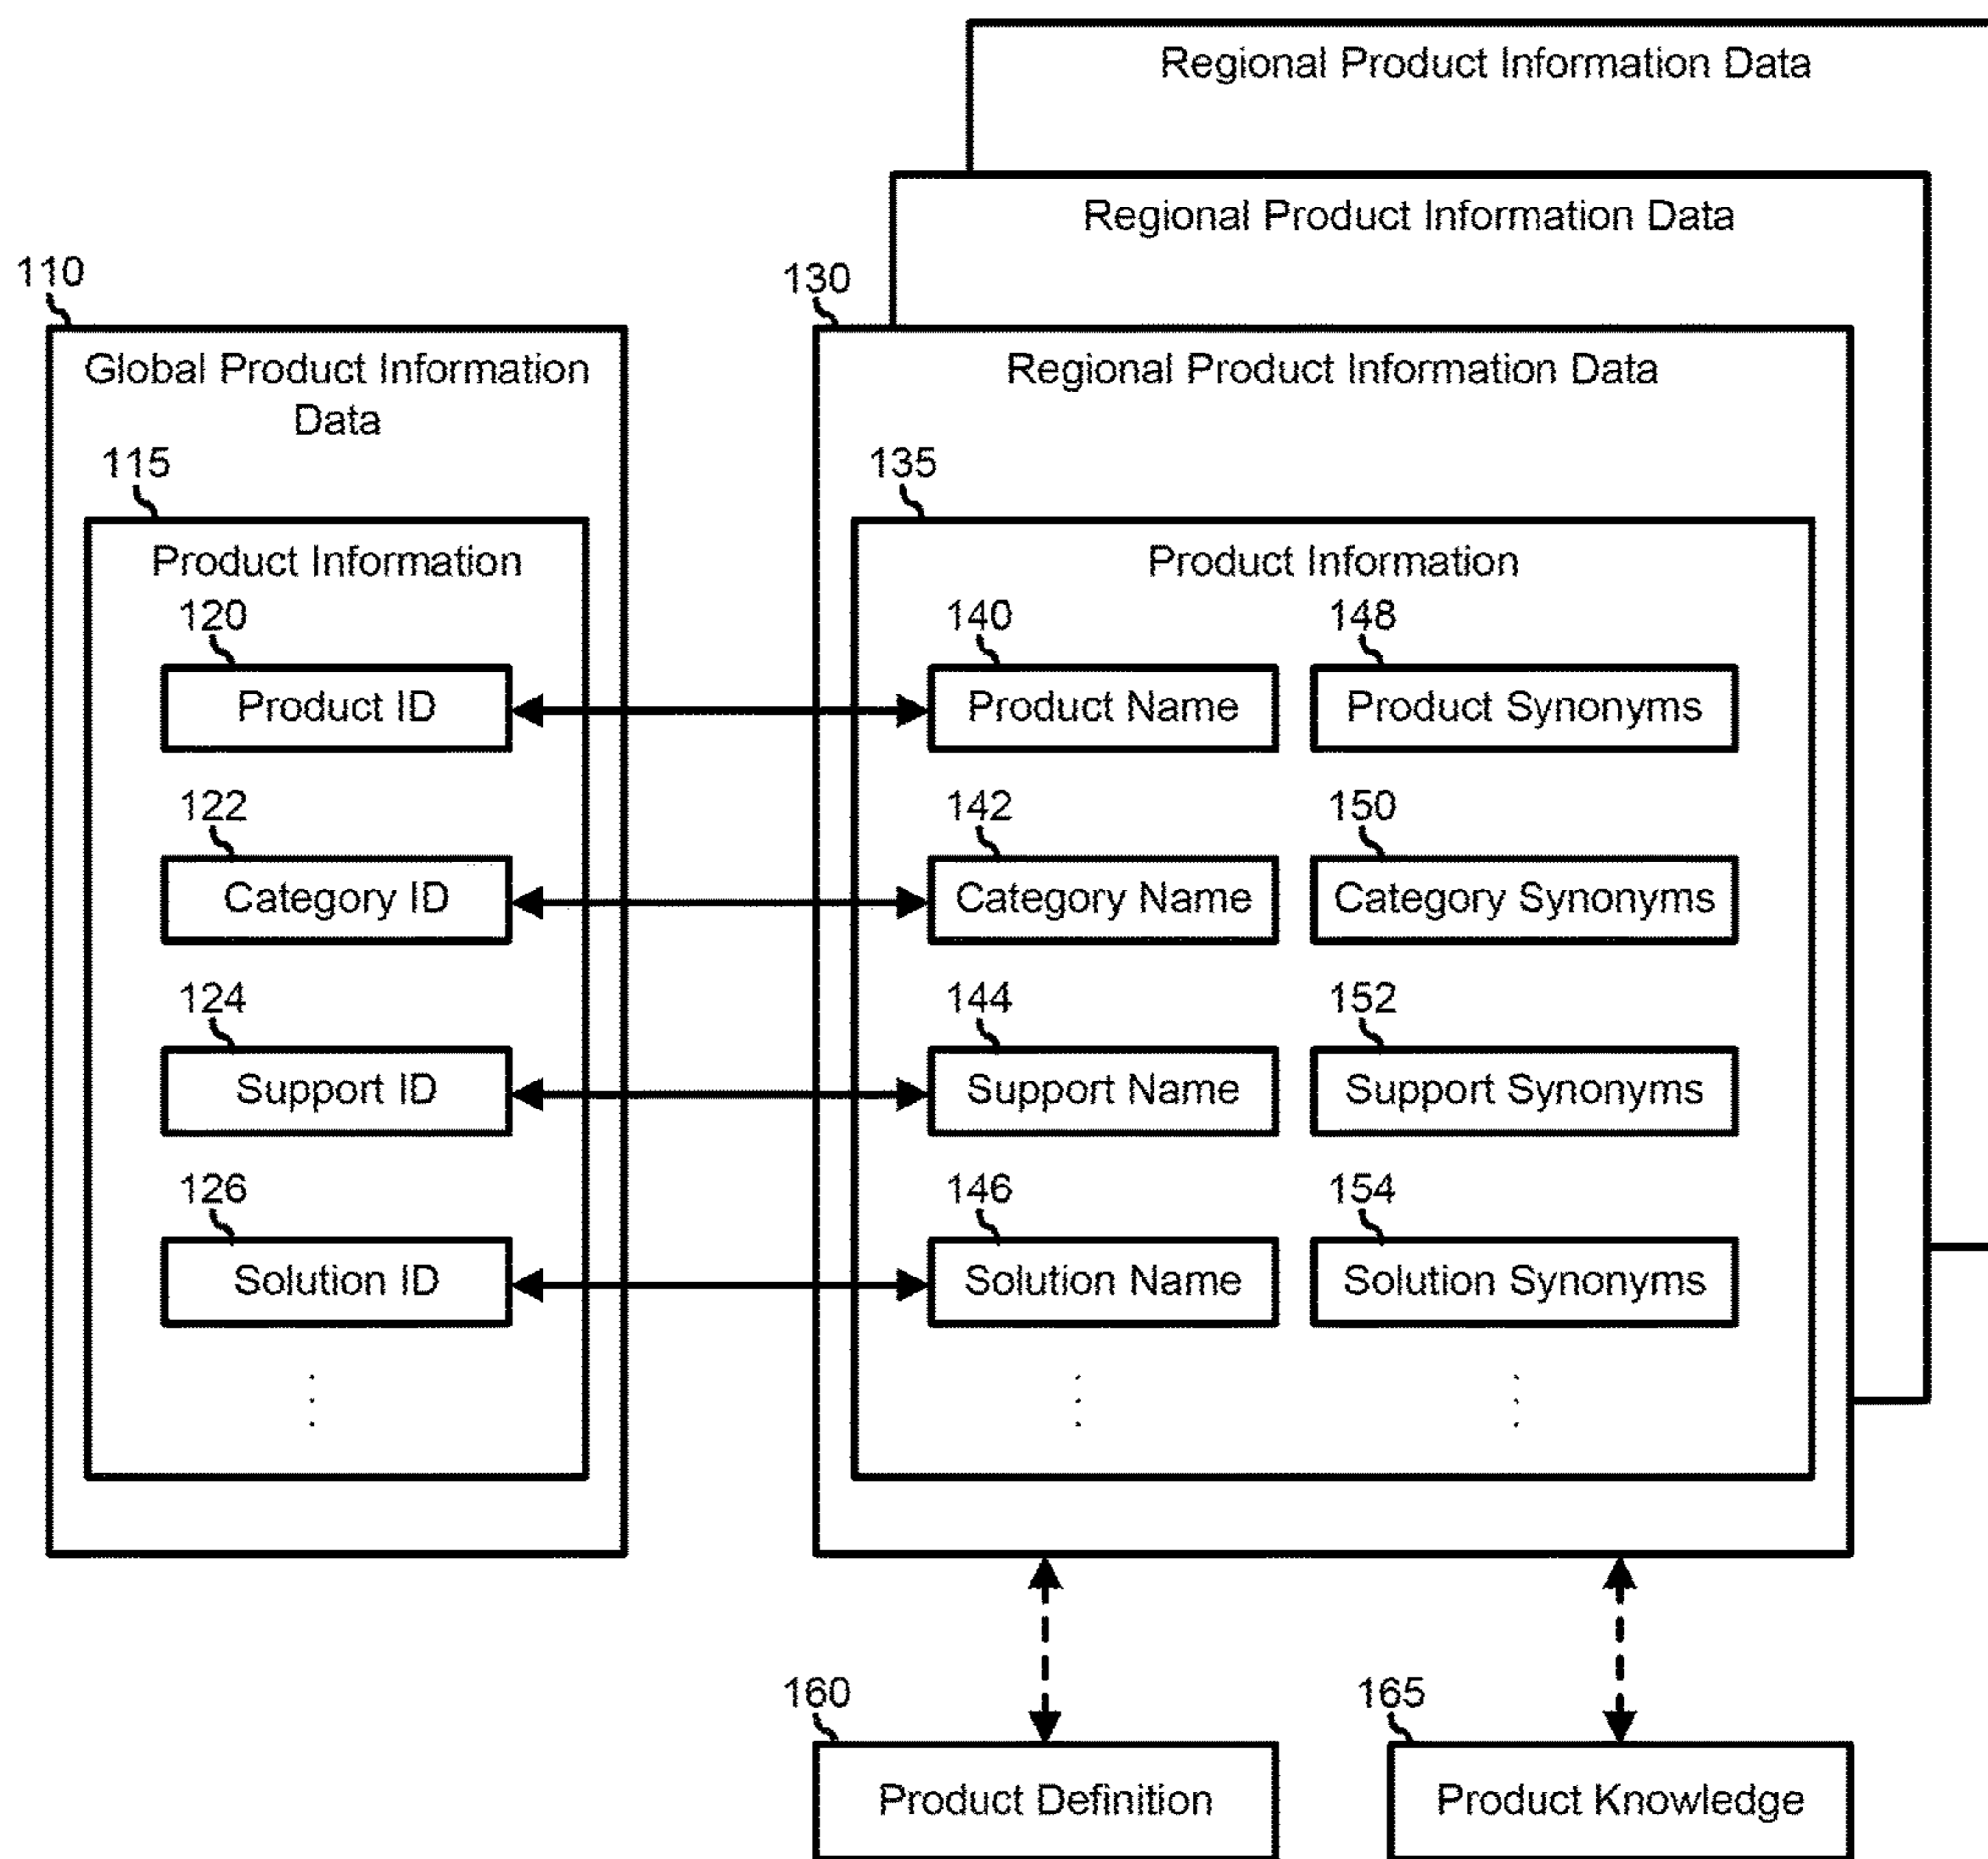 Regional Product Information Data
Regional Product Information Data
110
130
Global Product Information
Data
Regional Product Information Data
115
135
Product Information
Product Information
120
140
148
Product ID
Product Name
Product Synonyms
122
142
150
Category ID
Category Name
Category Synonyms
124
144
152
Support ID
Support Name
Support Synonyms
126
146
154
Solution ID
Solution Name
Solution Synonyms
160
165
Product Definition
Product Knowledge